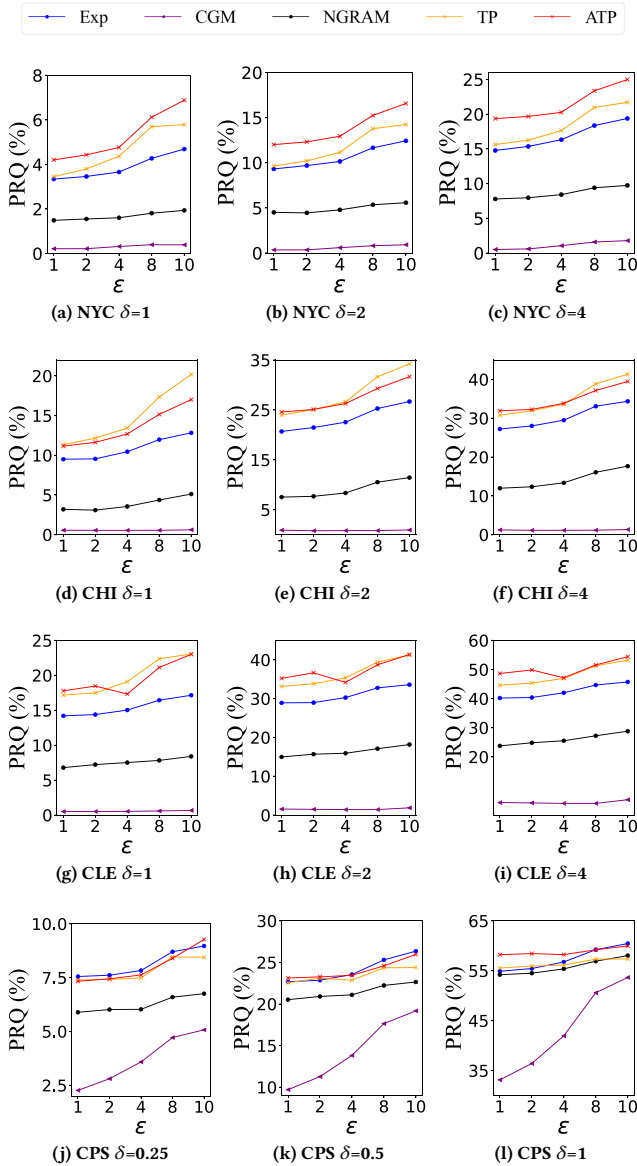 Exp CGM NGRAM TP ATP
8
6
4
2
0
PRQ (%)
1 2 4 8 10
ε
(a) NYC δ=1
20
15
10
5
0
PRQ (%)
1 2 4 8 10
ε
(b) NYC δ=2
25
20
15
10
5
0
PRQ (%)
1 2 4 8 10
ε
(c) NYC δ=4
20
15
10
5
0
PRQ (%)
1 2 4 8 10
ε
(d) CHI δ=1
35
25
15
5
PRQ (%)
1 2 4 8 10
ε
(e) CHI δ=2
40
30
20
10
0
PRQ (%)
1 2 4 8 10
ε
(f) CHI δ=4
25
20
15
10
5
0
PRQ (%)
1 2 4 8 10
ε
(g) CLE δ=1
40
30
20
10
0
PRQ (%)
1 2 4 8 10
ε
(h) CLE δ=2
60
50
40
30
20
PRQ (%)
1 2 4 8 10
ε
(i) CLE δ=4
10.0
7.5
5.0
2.5
PRQ (%)
1 2 4 8 10
ε
(j) CPS δ=0.25
30
25
20
15
10
PRQ (%)
1 2 4 8 10
ε
(k) CPS δ=0.5
65
55
45
35
PRQ (%)
1 2 4 8 10
ε
(l) CPS δ=1